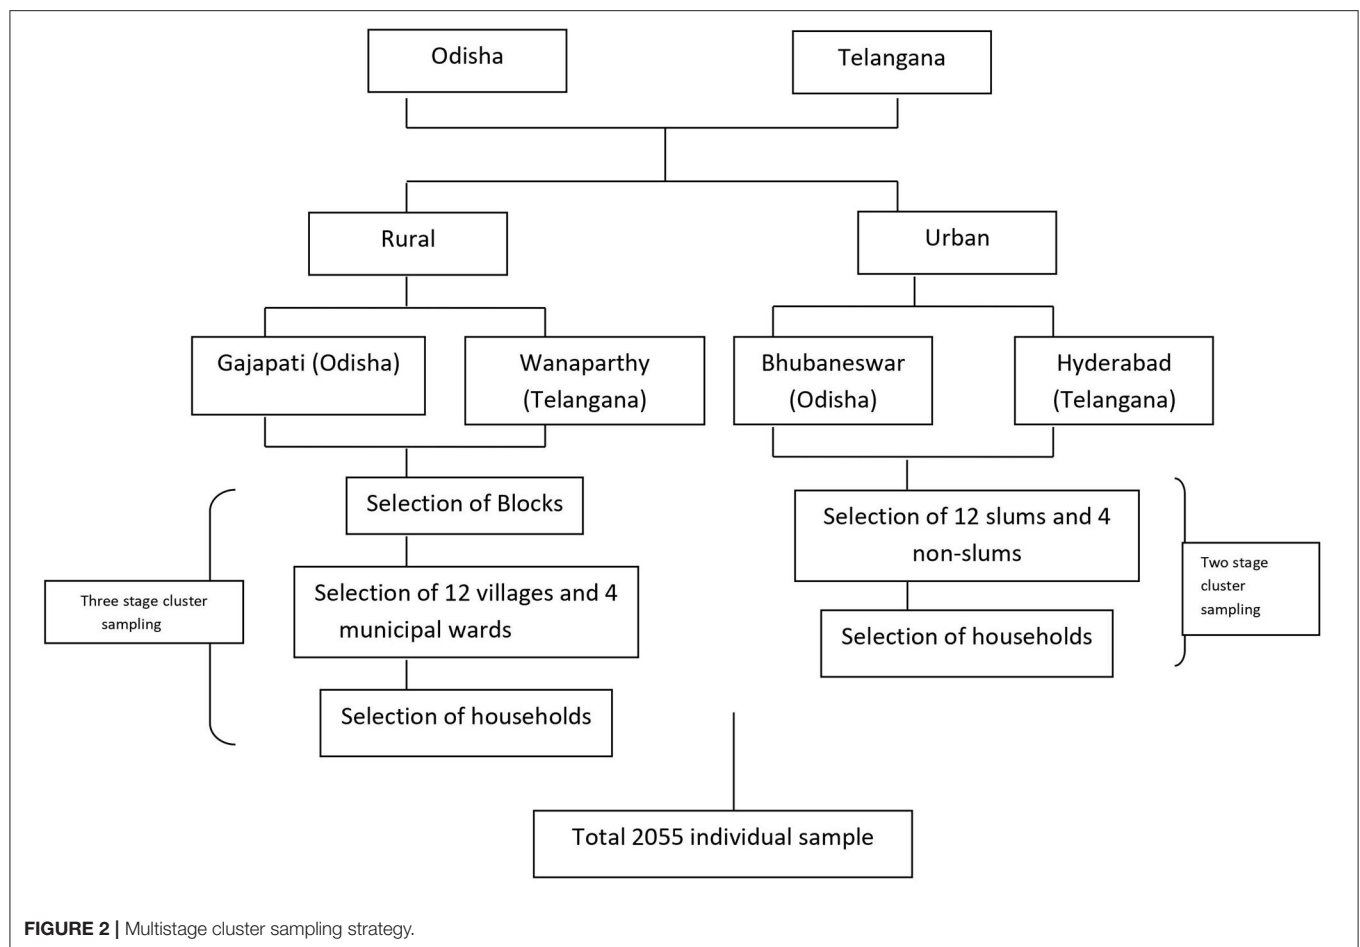 Odisha
Telangana
Rural
Urban
Gajapati (Odisha)
Wanaparthy
(Telangana)
Bhubaneswar
(Odisha)
Hyderabad
(Telangana)
Selection of Blocks
Selection of 12 villages and 4
municipal wards
Selection of households
Three stage cluster
sampling
Selection of 12 slums and 4
non-slums
Selection of households
Two stage
cluster
sampling
Total 2055 individual sample
FIGURE 2 | Multistage cluster sampling strategy.